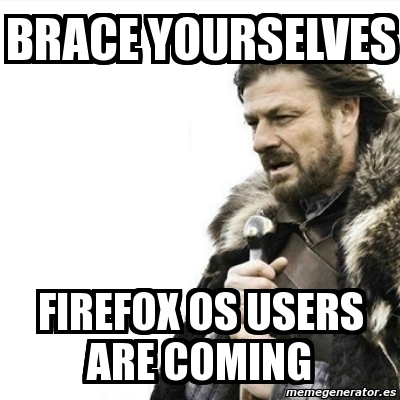 BRACE YOURSELVES
FIREFOX OS USERS
ARE COMING
memegenerator.es